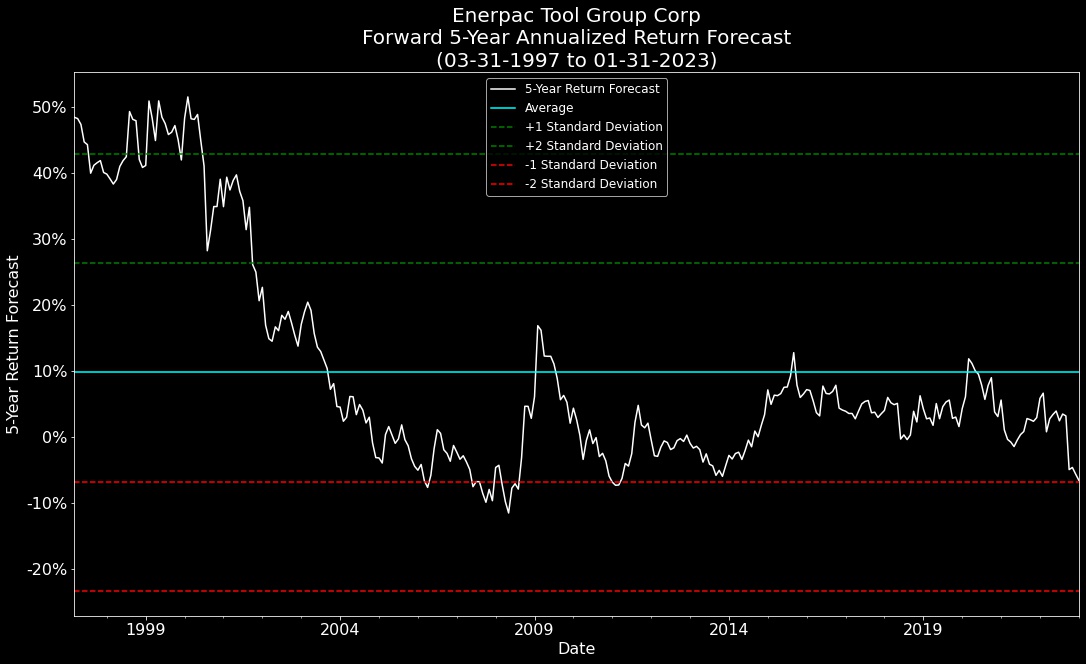 Enerpac Tool Group Corp
Forward 5-Year Annualized Return Forecast
(03-31-1997 to 01-31-2023)
5-Year Return Forecast
Average
+1 Standard Deviation
+2 Standard Deviation
-1 Standard Deviation
-2 Standard Deviation
5-Year Return Forecast
50%
40%
30%
20%
10%
0%
-10%
-20%
1999
2004
2009
2014
2019
Date